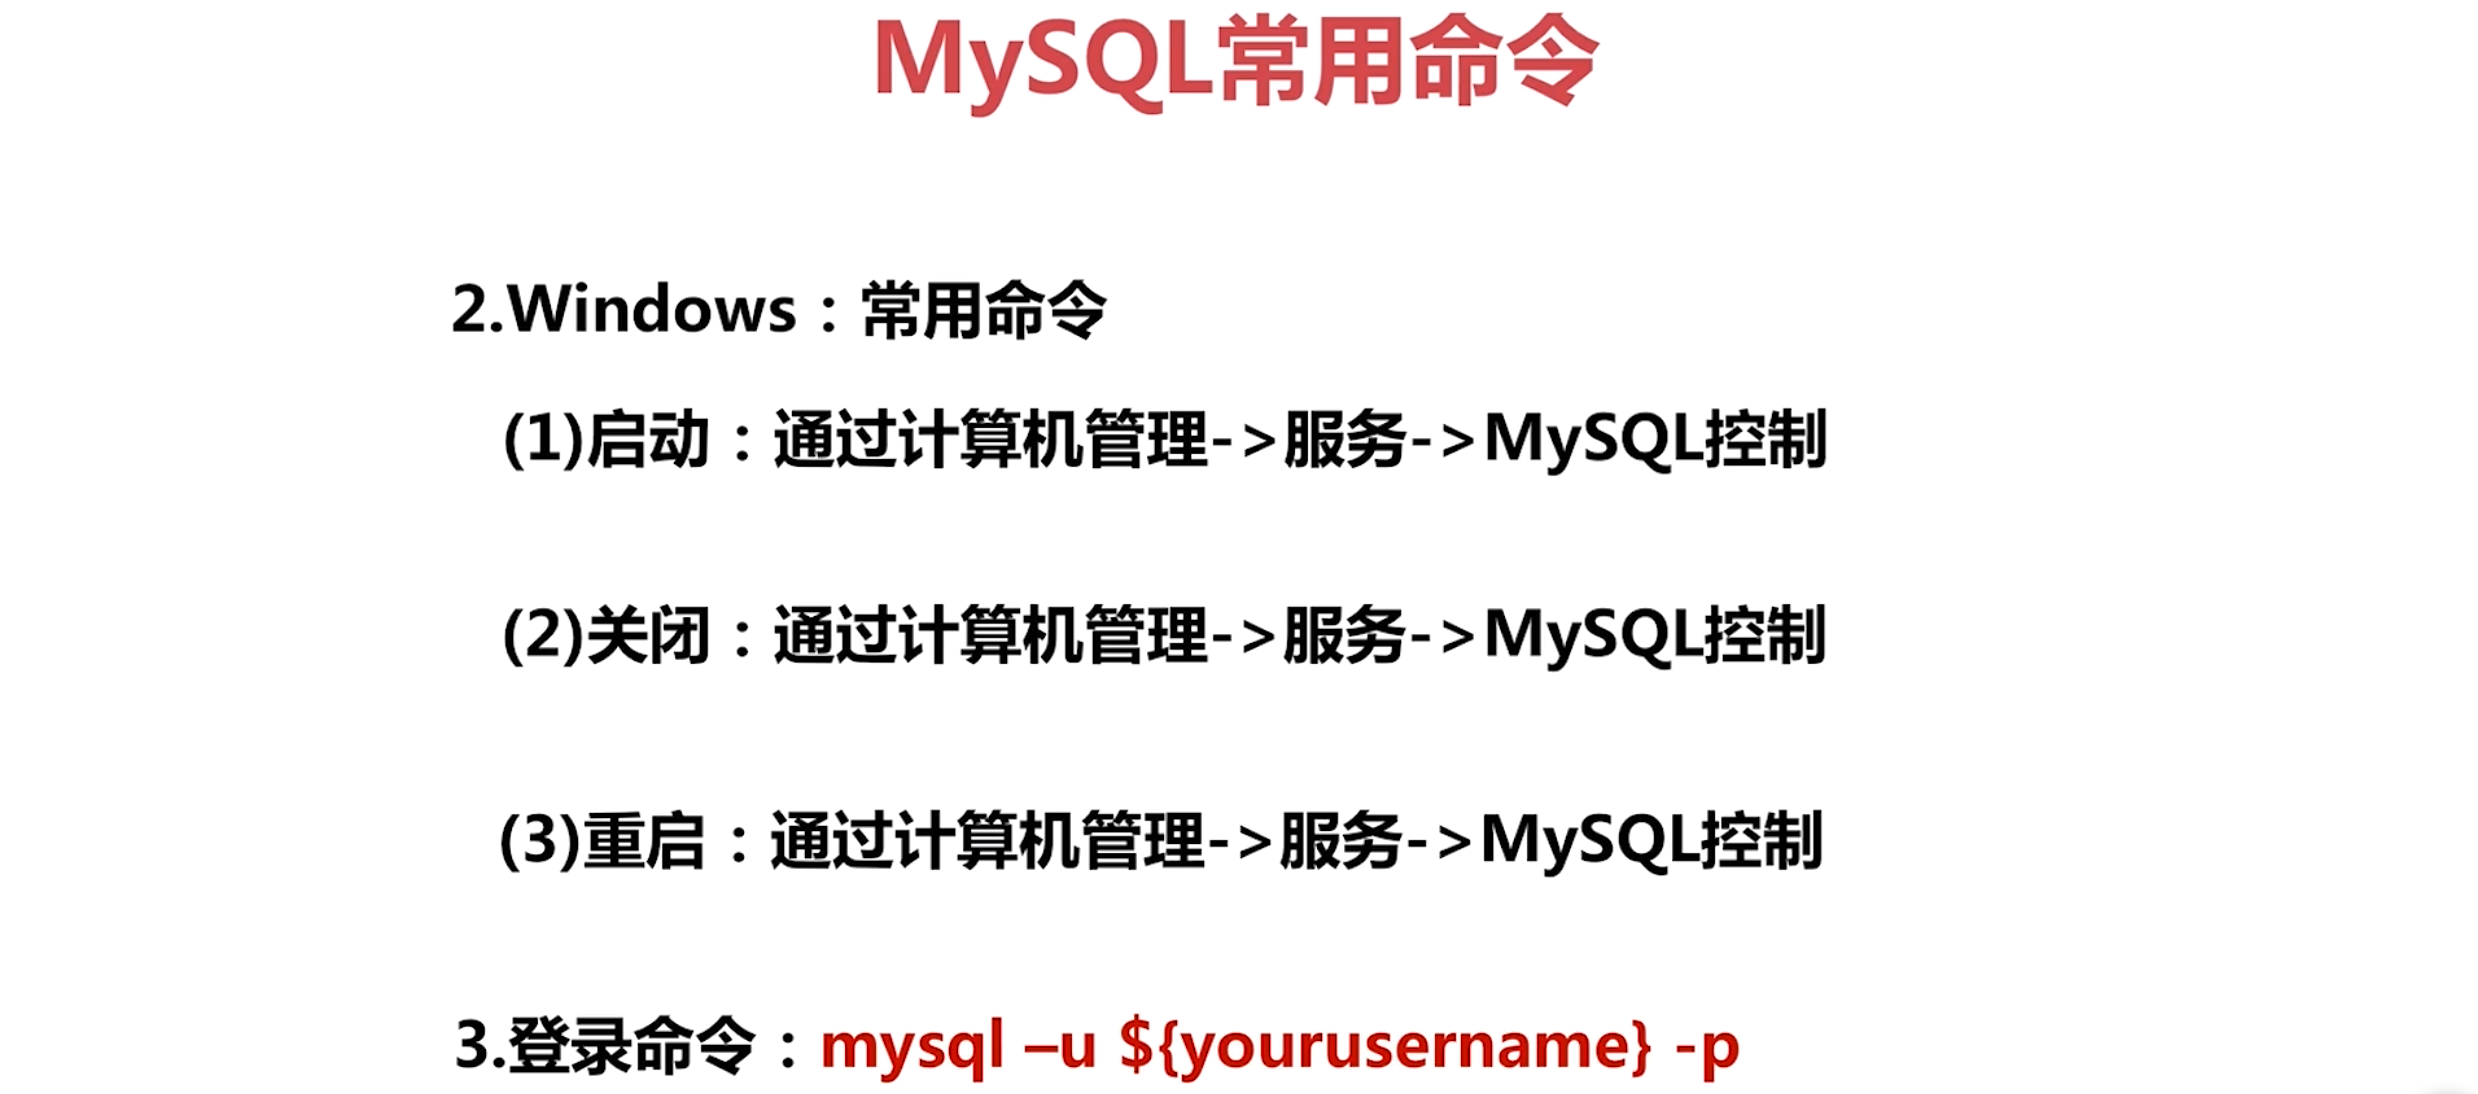 MySQL常用命令
2.Windows：常用命令
(1)启动：通过计算机管理->服务->MySQL控制
(2)关闭：通过计算机管理->服务->MySQL控制
(3)重启：通过计算机管理->服务->MySQL控制
3.登录命令：mysql –u ${yourusername} -p